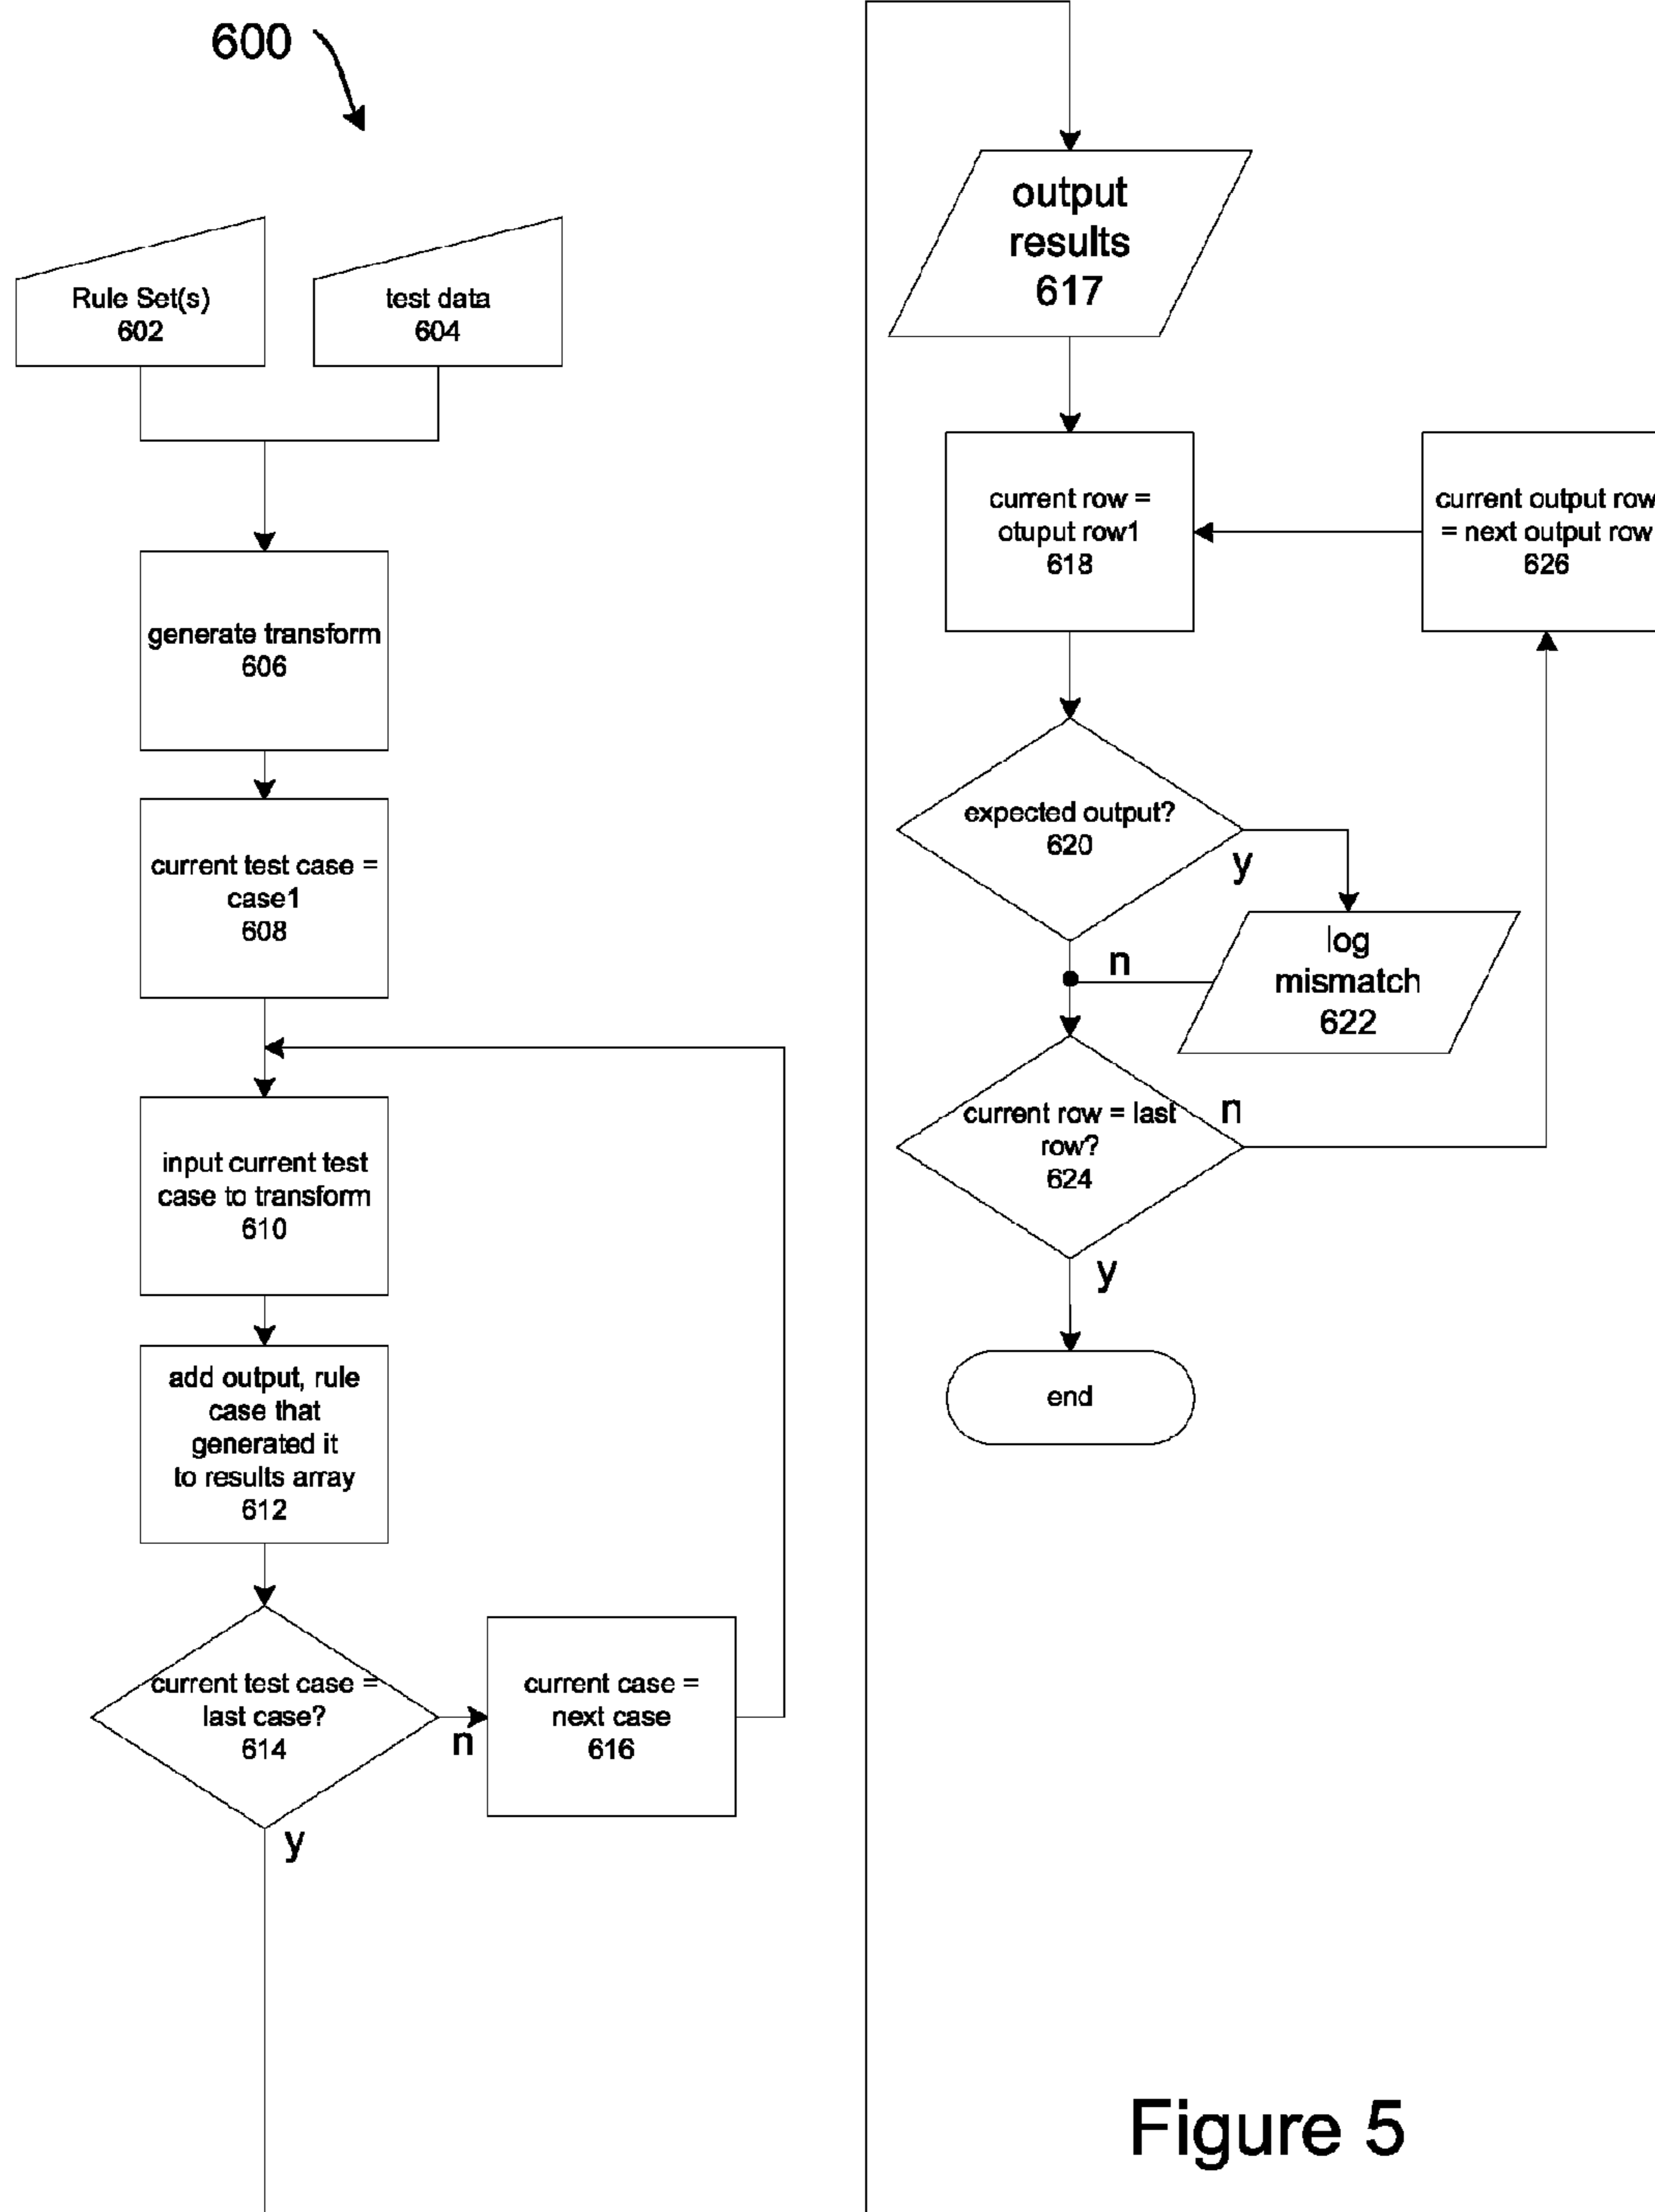 600
Rule Set(s)
602
test data
604
generate transform
606
current test case =
case1
608
input current test
case to transform
610
add output, rule
case that
generated it
to results array
612
current test case =
last case?
614
n
current case =
next case
616
y
output
results
617
current row =
otuput row1
618
current output row
= next output row
626
expected output?
620
y
n
log
mismatch
622
current row = last
row?
624
n
y
end
Figure 5